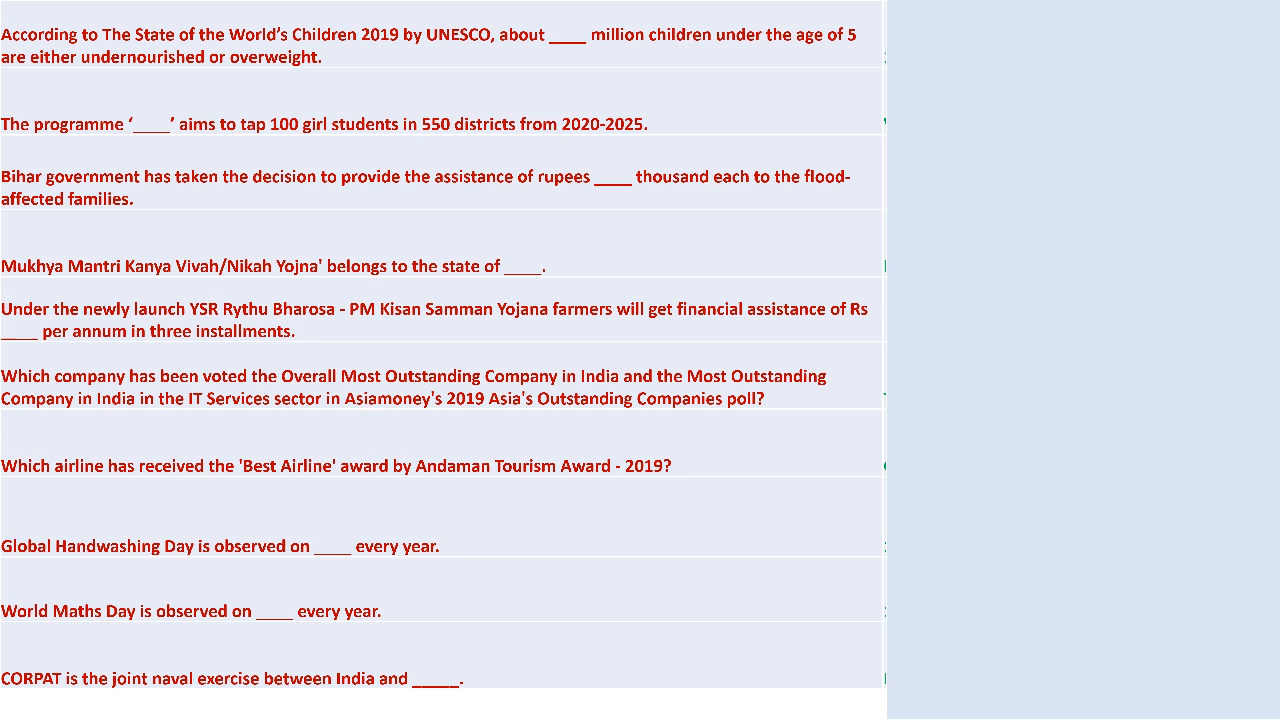 According to The State of the World’s Children 2019 by UNESCO, about ____ million children under the age of 5
are either undernourished or overweight.
The programme ‘____’ aims to tap 100 girl students in 550 districts from 2020-2025.
Bihar government has taken the decision to provide the assistance of rupees ____ thousand each to the flood-
affected families.
Mukhya Mantri Kanya Vivah/Nikah Yojna' belongs to the state of ____.
Under the newly launch YSR Rythu Bharosa - PM Kisan Samman Yojana farmers will get financial assistance of Rs
____ per annum in three installments.
Which company has been voted the Overall Most Outstanding Company in India and the Most Outstanding
Company in India in the IT Services sector in Asiamoney's 2019 Asia's Outstanding Companies poll?
Which airline has received the 'Best Airline' award by Andaman Tourism Award - 2019?
Global Handwashing Day is observed on ____ every year.
World Maths Day is observed on ____ every year.
CORPAT is the joint naval exercise between India and _____.